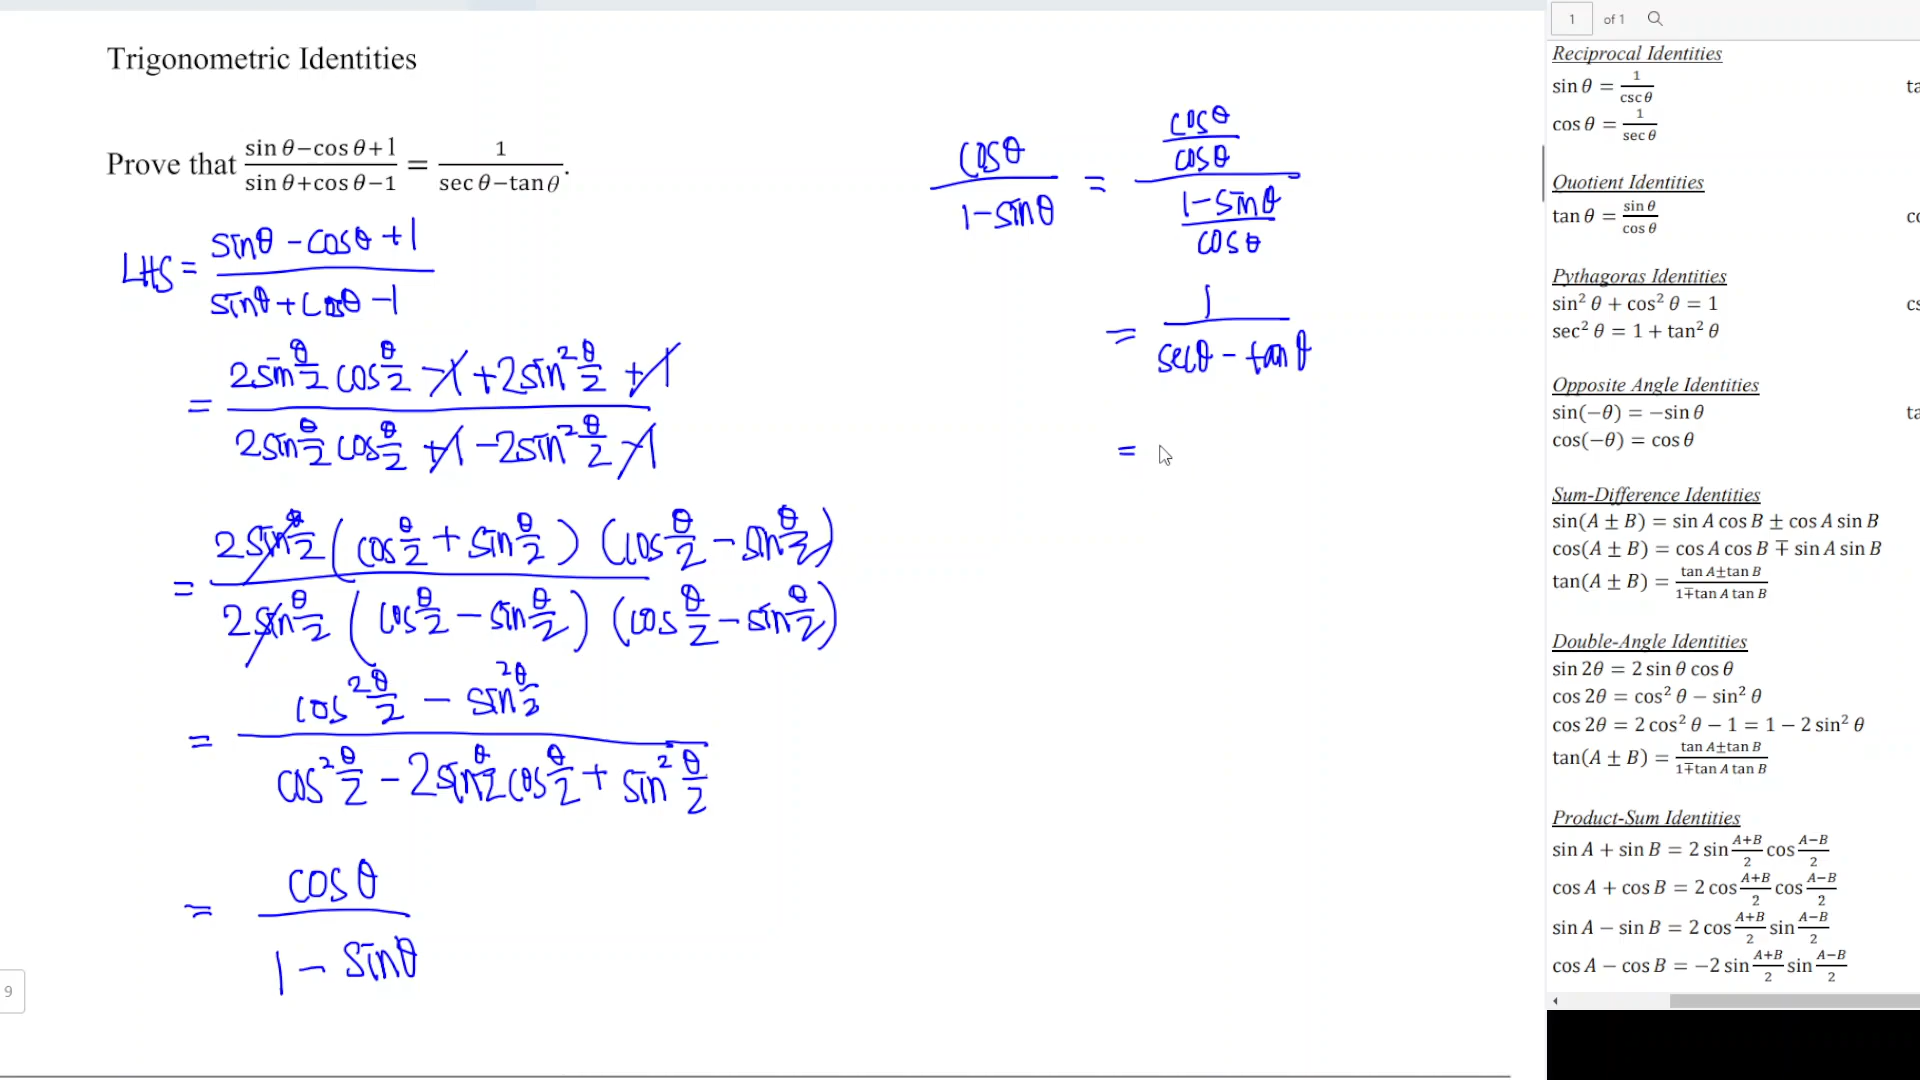 Trigonometric Identities
Prove that (sin θ−cos θ+1)/(sin θ+cos θ−1) = 1/(sec θ−tan θ).
LHS = (sinθ - cosθ + 1)/(sinθ + cosθ - 1)
= (2sin θ/2 cos θ/2 - 1 + 2sin² θ/2 + 1)/(2sin θ/2 cos θ/2 + 1 - 2sin² θ/2 - 1)
= (2sin θ/2 (cos θ/2 + sin θ/2)(cos θ/2 - sin θ/2))/(2sin θ/2 (cos θ/2 - sin θ/2)(cos θ/2 - sin θ/2))
= (cos² θ/2 - sin² θ/2)/(cos² θ/2 - 2sin θ/2 cos θ/2 + sin² θ/2)
= cosθ/(1 - sinθ)
cosθ/(1 - sinθ) = (cosθ/cosθ)/((1 - sinθ)/cosθ)
= 1/(secθ - tanθ)
=
9
1 of 1
Reciprocal Identities
sin θ = 1/csc θ ta
cos θ = 1/sec θ
Quotient Identities
tan θ = sin θ/cos θ co
Pythagoras Identities
sin² θ + cos² θ = 1 cs
sec² θ = 1 + tan² θ
Opposite Angle Identities
sin(−θ) = −sin θ ta
cos(−θ) = cos θ
Sum-Difference Identities
sin(A ± B) = sin A cos B ± cos A sin B
cos(A ± B) = cos A cos B ∓ sin A sin B
tan(A ± B) = (tan A±tan B)/(1∓tan A tan B)
Double-Angle Identities
sin 2θ = 2 sin θ cos θ
cos 2θ = cos² θ − sin² θ
cos 2θ = 2 cos² θ − 1 = 1 − 2 sin² θ
tan(A ± B) = (tan A±tan B)/(1∓tan A tan B)
Product-Sum Identities
sin A + sin B = 2 sin (A+B)/2 cos (A−B)/2
cos A + cos B = 2 cos (A+B)/2 cos (A−B)/2
sin A − sin B = 2 cos (A+B)/2 sin (A−B)/2
cos A − cos B = −2 sin (A+B)/2 sin (A−B)/2